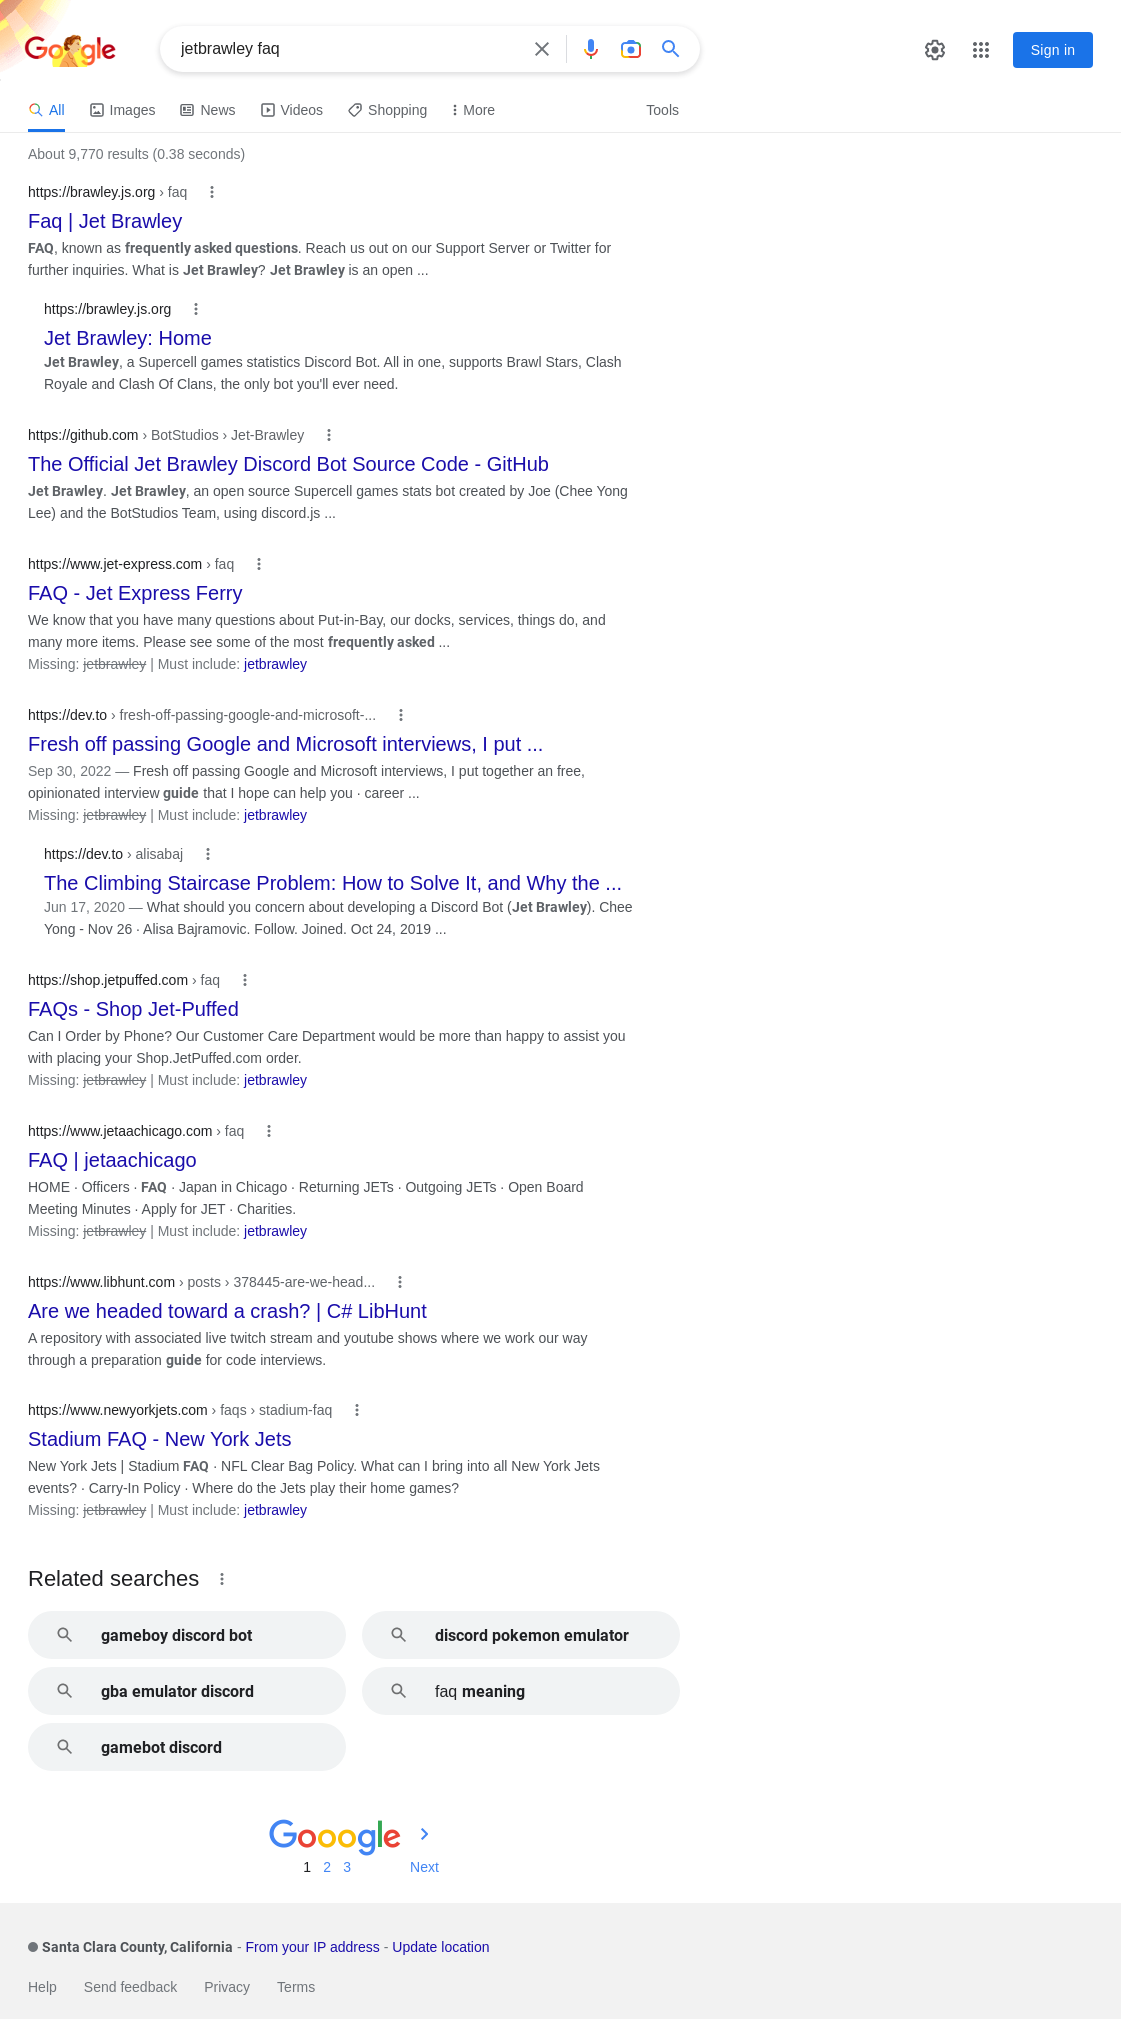 Google
jetbrawley faq
Sign in
All
Images
News
Videos
Shopping
More
Tools
About 9,770 results (0.38 seconds)
https://brawley.js.org › faq
Faq | Jet Brawley
FAQ, known as frequently asked questions. Reach us out on our Support Server or Twitter for
further inquiries. What is Jet Brawley? Jet Brawley is an open ...
https://brawley.js.org
Jet Brawley: Home
Jet Brawley, a Supercell games statistics Discord Bot. All in one, supports Brawl Stars, Clash
Royale and Clash Of Clans, the only bot you'll ever need.
https://github.com › BotStudios › Jet-Brawley
The Official Jet Brawley Discord Bot Source Code - GitHub
Jet Brawley. Jet Brawley, an open source Supercell games stats bot created by Joe (Chee Yong
Lee) and the BotStudios Team, using discord.js ...
https://www.jet-express.com › faq
FAQ - Jet Express Ferry
We know that you have many questions about Put-in-Bay, our docks, services, things do, and
many more items. Please see some of the most frequently asked ...
Missing: jetbrawley | Must include: jetbrawley
https://dev.to › fresh-off-passing-google-and-microsoft-...
Fresh off passing Google and Microsoft interviews, I put ...
Sep 30, 2022 — Fresh off passing Google and Microsoft interviews, I put together an free,
opinionated interview guide that I hope can help you · career ...
Missing: jetbrawley | Must include: jetbrawley
https://dev.to › alisabaj
The Climbing Staircase Problem: How to Solve It, and Why the ...
Jun 17, 2020 — What should you concern about developing a Discord Bot (Jet Brawley). Chee
Yong - Nov 26 · Alisa Bajramovic. Follow. Joined. Oct 24, 2019 ...
https://shop.jetpuffed.com › faq
FAQs - Shop Jet-Puffed
Can I Order by Phone? Our Customer Care Department would be more than happy to assist you
with placing your Shop.JetPuffed.com order.
Missing: jetbrawley | Must include: jetbrawley
https://www.jetaachicago.com › faq
FAQ | jetaachicago
HOME · Officers · FAQ · Japan in Chicago · Returning JETs · Outgoing JETs · Open Board
Meeting Minutes · Apply for JET · Charities.
Missing: jetbrawley | Must include: jetbrawley
https://www.libhunt.com › posts › 378445-are-we-head...
Are we headed toward a crash? | C# LibHunt
A repository with associated live twitch stream and youtube shows where we work our way
through a preparation guide for code interviews.
https://www.newyorkjets.com › faqs › stadium-faq
Stadium FAQ - New York Jets
New York Jets | Stadium FAQ · NFL Clear Bag Policy. What can I bring into all New York Jets
events? · Carry-In Policy · Where do the Jets play their home games?
Missing: jetbrawley | Must include: jetbrawley
Related searches
gameboy discord bot
discord pokemon emulator
gba emulator discord
faq meaning
gamebot discord
Gooogle
1 2 3 Next
Santa Clara County, California - From your IP address - Update location
Help Send feedback Privacy Terms